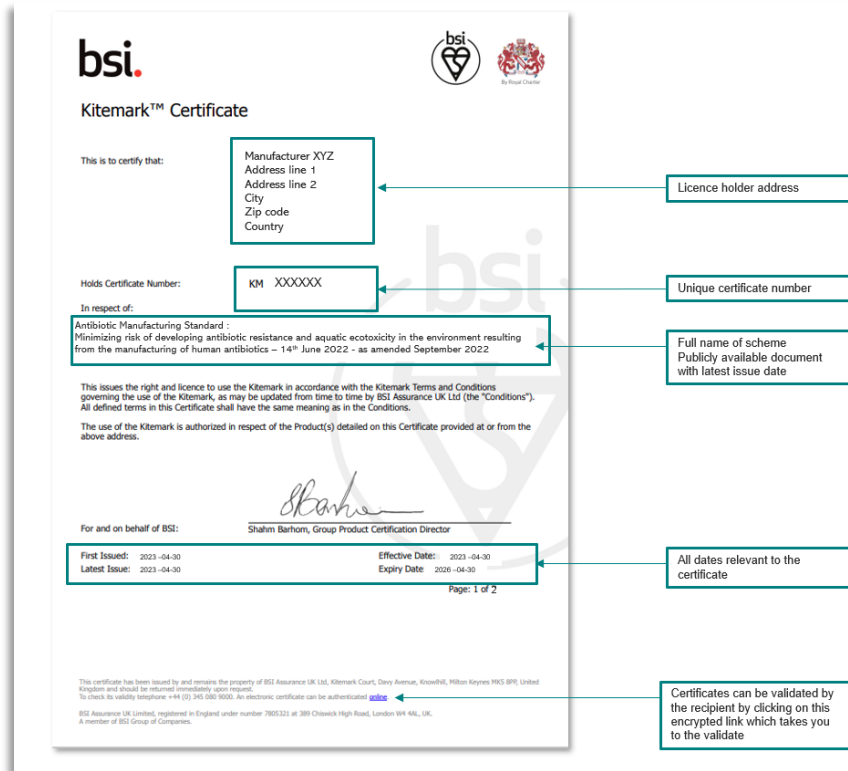 bsi.
bsi
By Royal Charter
Kitemark™ Certificate
This is to certify that:
Manufacturer XYZ
Address line 1
Address line 2
City
Zip code
Country
Licence holder address
Holds Certificate Number:
KM XXXXXX
Unique certificate number
In respect of:
Antibiotic Manufacturing Standard :
Minimizing risk of developing antibiotic resistance and aquatic ecotoxicity in the environment resulting
from the manufacturing of human antibiotics – 14th June 2022 - as amended September 2022
Full name of scheme
Publicly available document
with latest issue date
This issues the right and licence to use the Kitemark in accordance with the Kitemark Terms and Conditions
governing the use of the Kitemark, as may be updated from time to time by BSI Assurance UK Ltd (the "Conditions").
All defined terms in this Certificate shall have the same meaning as in the Conditions.
The use of the Kitemark is authorized in respect of the Product(s) detailed on this Certificate provided at or from the
above address.
bsi
For and on behalf of BSI:
Shahm Barhom, Group Product Certification Director
First Issued: 2023-04-30
Effective Date: 2023-04-30
Latest Issue: 2023-04-30
Expiry Date 2026-04-30
All dates relevant to the
certificate
Page: 1 of 2
This certificate has been issued by and remains the property of BSI Assurance UK Ltd, Kitemark Court, Davy Avenue, Knowlhill, Milton Keynes MK5 8PP, United
Kingdom and should be returned immediately upon request.
To check its validity telephone +44 (0) 345 080 9000. An electronic certificate can be authenticated online.
BSI Assurance UK Limited, registered in England under number 7805321 at 389 Chiswick High Road, London W4 4AL, UK.
A member of BSI Group of Companies.
Certificates can be validated by
the recipient by clicking on this
encrypted link which takes you
to the validate